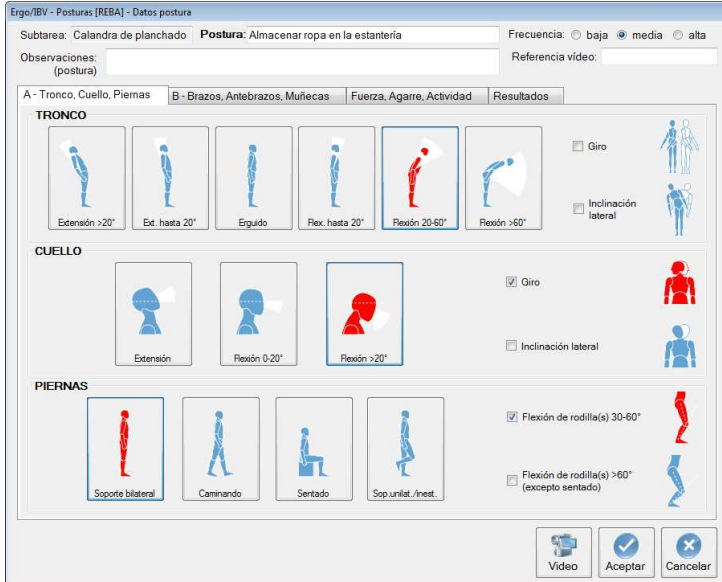 Ergo/IBV - Posturas [REBA] - Datos postura
Subtarea: Calandra de planchado Postura: Almacenar ropa en la estantería Frecuencia: baja media alta
Observaciones: Referencia vídeo:
(postura)
A - Tronco, Cuello, Piernas B - Brazos, Antebrazos, Muñecas Fuerza, Agarre, Actividad Resultados
TRONCO
Giro
Inclinación
lateral
Extensión >20° Ext. hasta 20° Erguido Flex. hasta 20° Flexión 20-60° Flexión >60°
CUELLO
Giro
Inclinación lateral
Extensión Flexión 0-20° Flexión >20°
PIERNAS
Flexión de rodilla(s) 30-60°
Flexión de rodilla(s) >60°
(excepto sentado)
Soporte bilateral Caminando Sentado Sop.unilat./inest.
Video Aceptar Cancelar